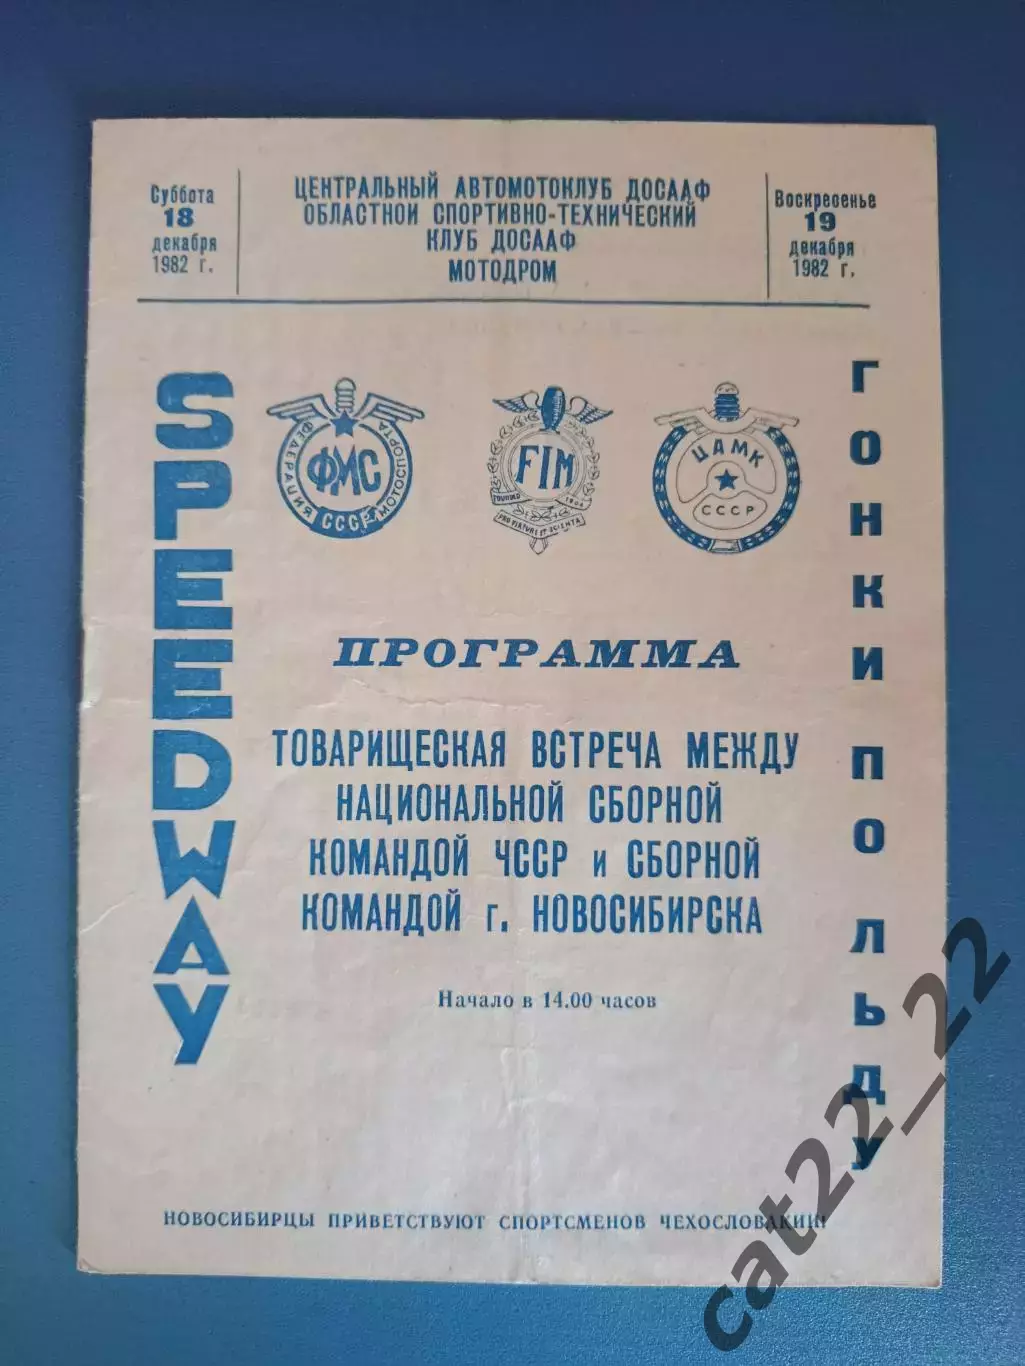 Суббота
18
декабря
1982 г.
ЦЕНТРАЛЬНЫЙ АВТОМОТОКЛУБ ДОСААФ
ОБЛАСТНОЙ СПОРТИВНО-ТЕХНИЧЕСКИЙ
КЛУБ ДОСААФ
МОТОДРОМ
Воскресенье
19
декабря
1982 г.
SPEEDWAY
ФЕДЕРАЦИЯ МОТОСПОРТА
ФМС
СССР
FIM
FOUNDED 1904
ЦАМК
СССР
ГОНКИ ПО ЛЬДУ
ПРОГРАММА
ТОВАРИЩЕСКАЯ ВСТРЕЧА МЕЖДУ
НАЦИОНАЛЬНОЙ СБОРНОЙ
КОМАНДОЙ ЧССР и СБОРНОЙ
КОМАНДОЙ г. НОВОСИБИРСКА
Начало в 14.00 часов
НОВОСИБИРЦЫ ПРИВЕТСТВУЮТ СПОРТСМЕНОВ ЧЕХОСЛОВАКИИ!
cat22_22